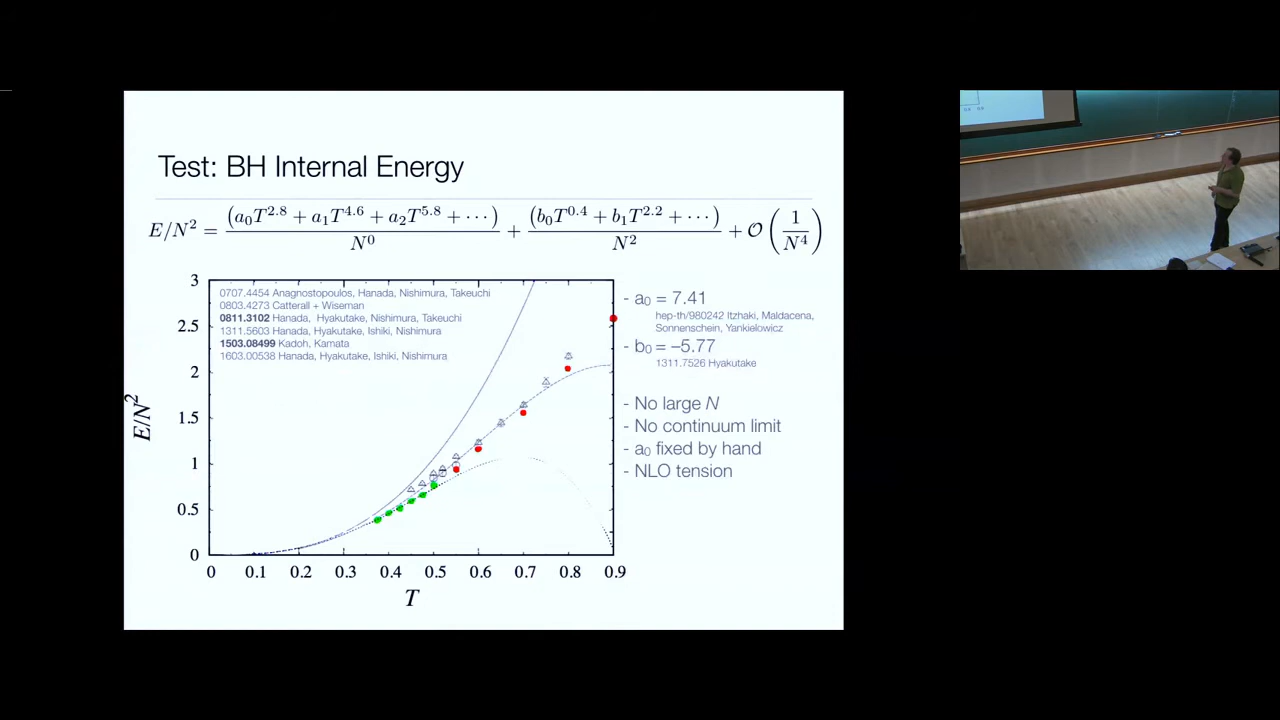 Test: BH Internal Energy
E/N² = (a₀T^2.8 + a₁T^4.6 + a₂T^5.8 + ⋯)/N⁰ + (b₀T^0.4 + b₁T^2.2 + ⋯)/N² + 𝒪(1/N⁴)
0707.4454 Anagnostopoulos, Hanada, Nishimura, Takeuchi
0803.4273 Catterall + Wiseman
0811.3102 Hanada, Hyakutake, Nishimura, Takeuchi
1311.5603 Hanada, Hyakutake, Ishiki, Nishimura
1503.08499 Kadoh, Kamata
1603.00538 Hanada, Hyakutake, Ishiki, Nishimura
3
2.5
2
1.5
1
0.5
0
E/N²
0 0.1 0.2 0.3 0.4 0.5 0.6 0.7 0.8 0.9
T
- a₀ = 7.41
hep-th/980242 Itzhaki, Maldacena,
Sonnenschein, Yankielowicz
- b₀ = –5.77
1311.7526 Hyakutake
- No large N
- No continuum limit
- a₀ fixed by hand
- NLO tension